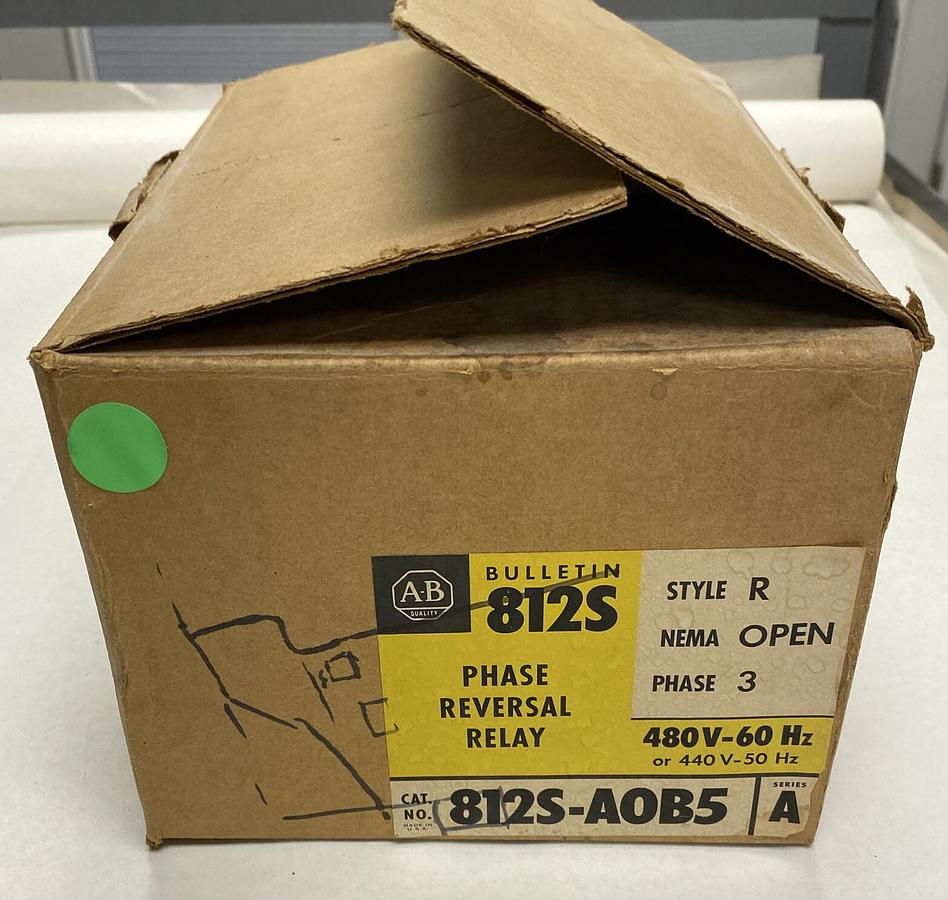 A-B
QUALITY
BULLETIN
812S
PHASE
REVERSAL
RELAY
STYLE R
NEMA OPEN
PHASE 3
480V-60 Hz
or 440 V-50 Hz
CAT.
NO. 812S-AOB5
MADE IN
U.S.A.
SERIES
A